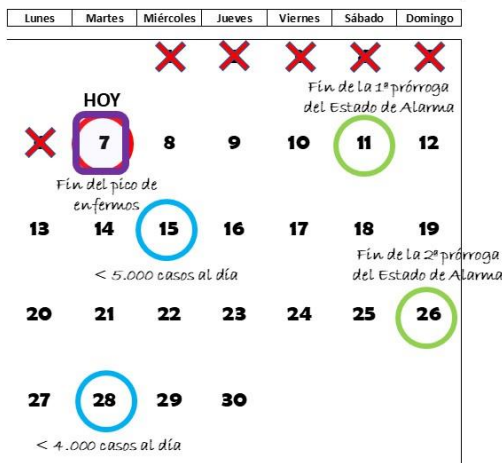 Lunes Martes Miércoles Jueves Viernes Sábado Domingo
Fin de la 1ª prórroga
del Estado de Alarma
HOY
7 8 9 10 11 12
Fin del pico de
enfermos
13 14 15 16 17 18 19
Fin de la 2ª prórroga
del Estado de Alarma
< 5.000 casos al día
20 21 22 23 24 25 26
27 28 29 30
< 4.000 casos al día